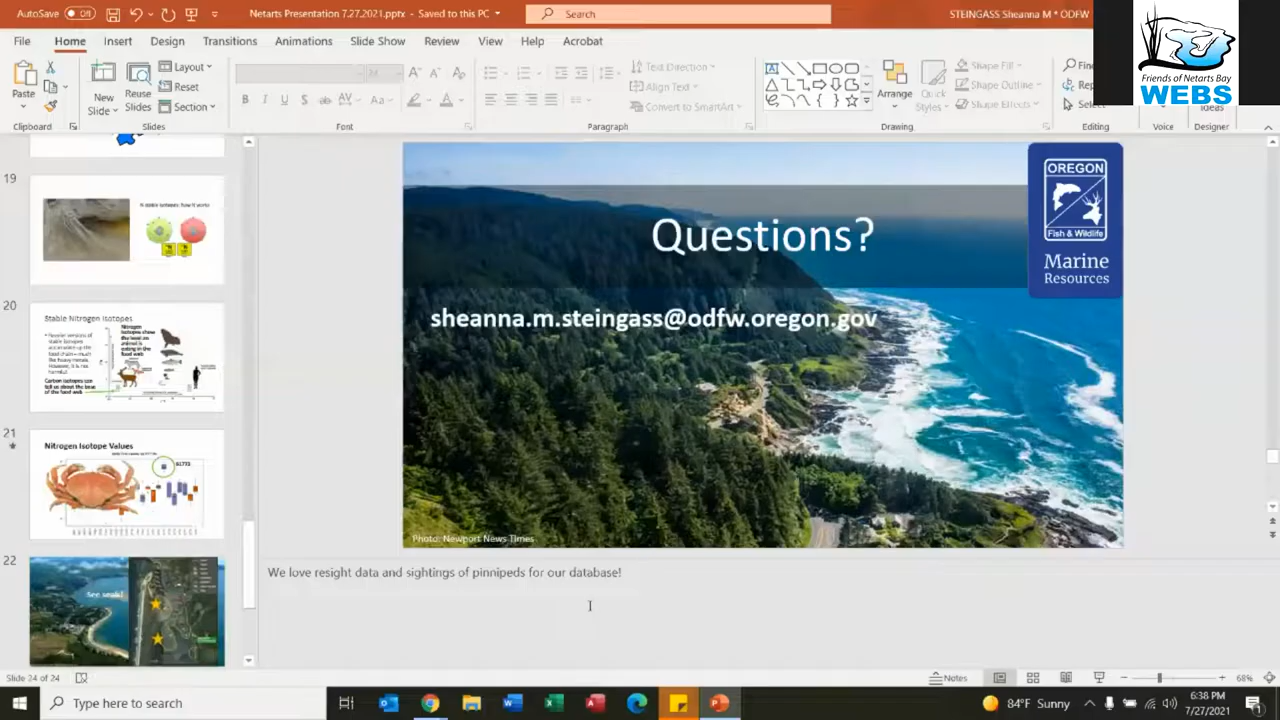 AutoSave Off
Netarts Presentation 7.27.2021.pptx - Saved to this PC
Search
STEINGASS Sheanna M * ODFW
Friends of Netarts Bay
WEBS
File Home Insert Draw Design Transitions Animations Slide Show Review View Help Acrobat
Paste
New Slide
Reuse Slides
Layout
Reset
Section
Text Direction
Align Text
Convert to SmartArt
Arrange
Quick Styles
Shape Fill
Shape Outline
Shape Effects
Select
Ideas
Clipboard
Slides
Font
Paragraph
Drawing
Editing
Voice
Designer
19
20
Stable Nitrogen Isotopes
21
Nitrogen Isotope Values
22
See seals!
Questions?
sheanna.m.steingass@odfw.oregon.gov
OREGON
Fish & Wildlife
Marine
Resources
Photo: Newport News Times
We love resight data and sightings of pinnipeds for our database!
Slide 24 of 24
Notes
68%
Type here to search
84°F Sunny
6:38 PM
7/27/2021